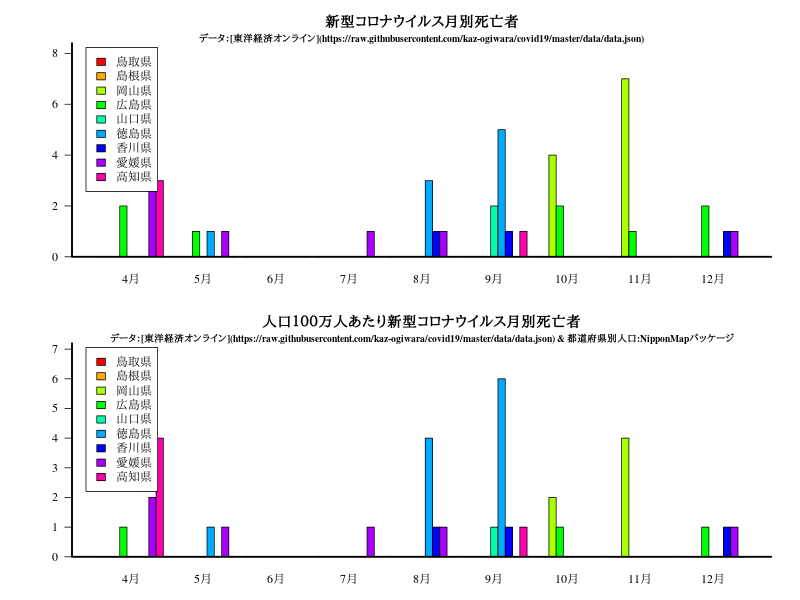 新型コロナウイルス月別死亡者
データ:[東洋経済オンライン](https://raw.githubusercontent.com/kaz-ogiwara/covid19/master/data/data.json)
8
6
4
2
0
鳥取県
島根県
岡山県
広島県
山口県
徳島県
香川県
愛媛県
高知県
4月 5月 6月 7月 8月 9月 10月 11月 12月
人口100万人あたり新型コロナウイルス月別死亡者
データ:[東洋経済オンライン](https://raw.githubusercontent.com/kaz-ogiwara/covid19/master/data/data.json) & 都道府県別人口:NipponMapパッケージ
7
6
5
4
3
2
1
0
鳥取県
島根県
岡山県
広島県
山口県
徳島県
香川県
愛媛県
高知県
4月 5月 6月 7月 8月 9月 10月 11月 12月